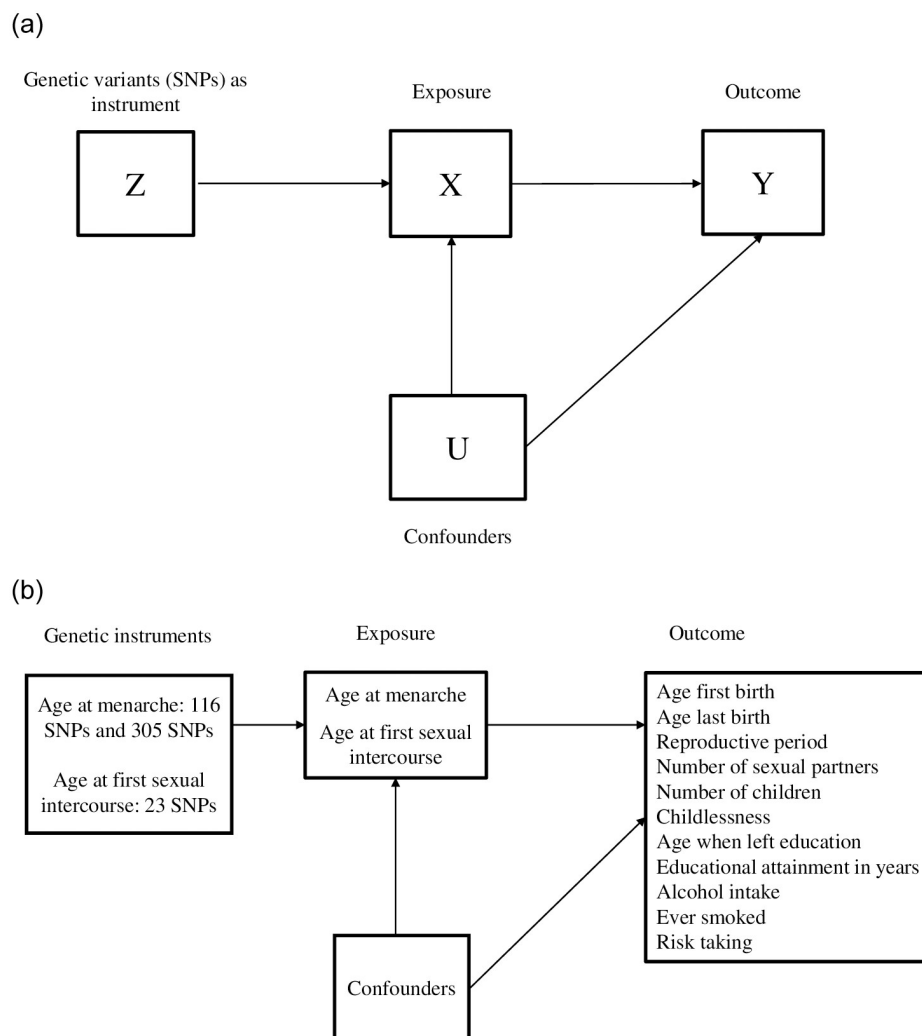 (a)
Genetic variants (SNPs) as
instrument
Exposure
Outcome
Z
X
Y
U
Confounders
(b)
Genetic instruments
Exposure
Outcome
Age at menarche: 116
SNPs and 305 SNPs
Age at first sexual
intercourse: 23 SNPs
Age at menarche
Age at first sexual
intercourse
Age first birth
Age last birth
Reproductive period
Number of sexual partners
Number of children
Childlessness
Age when left education
Educational attainment in years
Alcohol intake
Ever smoked
Risk taking
Confounders